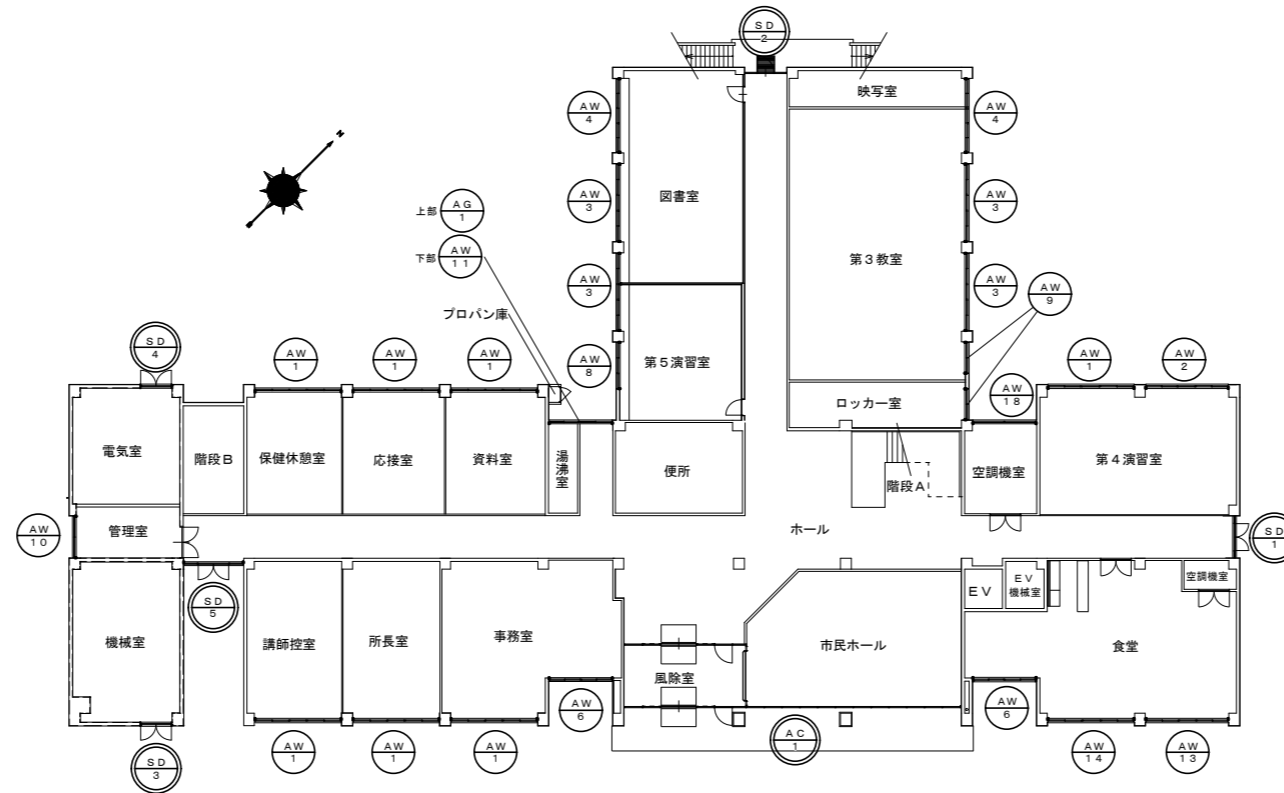 SD
2
映写室
AW
4
AW
4
N
図書室
AW
3
AW
3
上部
AG
1
下部
AW
11
第3教室
AW
3
AW
3
AW
9
プロパン庫
SD
4
AW
1
AW
1
AW
1
AW
8
第5演習室
AW
1
AW
2
ロッカー室
AW
18
電気室
階段B
保健休憩室
応接室
資料室
湯沸室
便所
階段A
空調機室
第4演習室
AW
10
管理室
ホール
SD
1
SD
5
EV
EV
機械室
空調機室
機械室
講師控室
所長室
事務室
市民ホール
食堂
風除室
AW
6
AW
6
SD
3
AW
1
AW
1
AW
1
AC
1
AW
14
AW
13